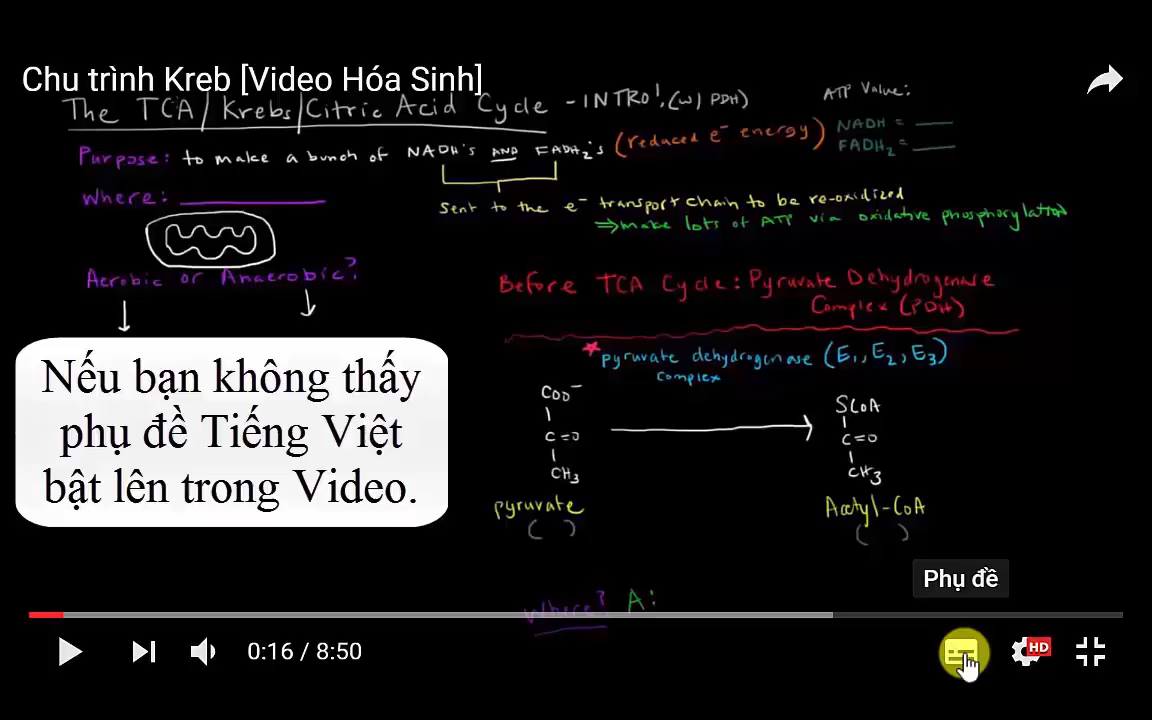 Chu trình Kreb [Video Hóa Sinh]
The TCA/Krebs/Citric Acid Cycle - INTRO!, (w/ PDH)
ATP Value:
NADH = ___
FADH₂ = ___
Purpose: to make a bunch of NADH's AND FADH₂'s (reduced e⁻ energy)
Where: ___
Sent to the e⁻ transport chain to be re-oxidized
⇒ make lots of ATP via oxidative phosphorylation
Aerobic or Anaerobic?
Before TCA Cycle: Pyruvate Dehydrogenase
Complex (PDH)
Nếu bạn không thấy
phụ đề Tiếng Việt
bật lên trong Video.
* pyruvate dehydrogenase (E₁, E₂, E₃)
complex
COO⁻
C=O
CH₃
pyruvate
( )
SCoA
C=O
CH₃
Acetyl-CoA
( )
Phụ đề
Where? A:
0:16 / 8:50
HD